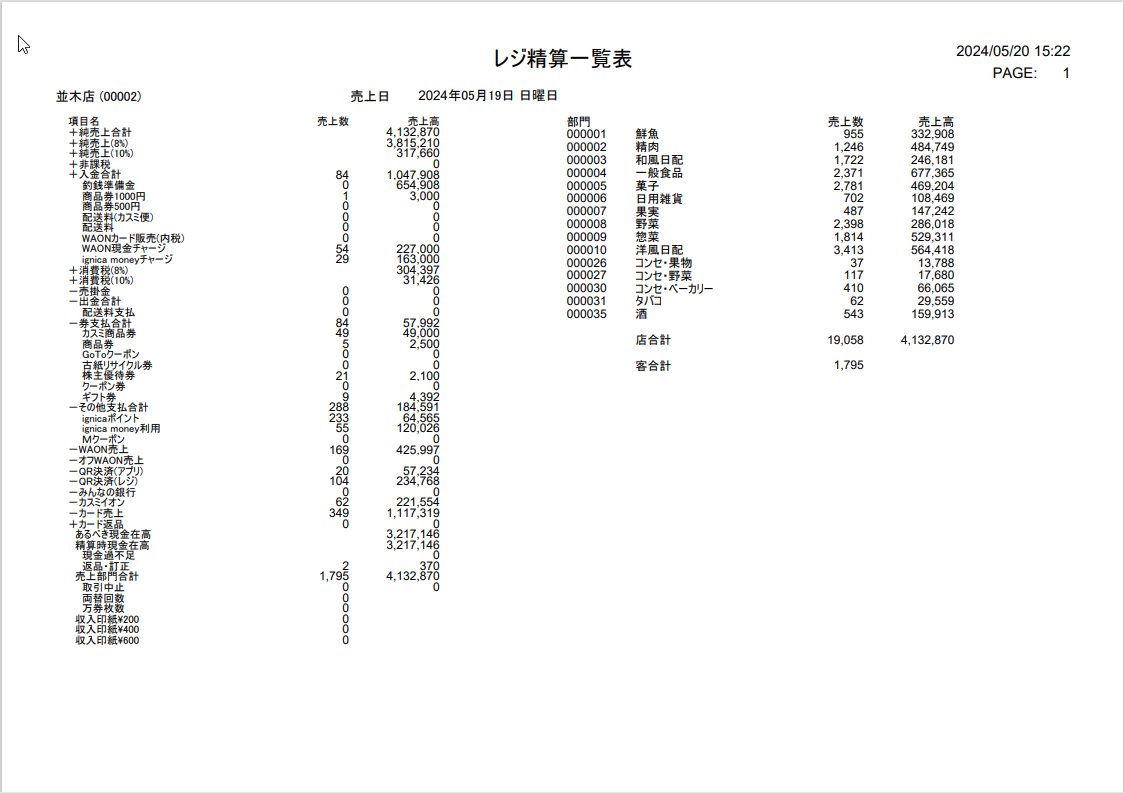 レジ精算一覧表
2024/05/20 15:22
PAGE: 1
並木店 (00002) 売上日 2024年05月19日 日曜日
項目名 売上数 売上高
＋純売上合計 4,132,870
＋純売上(8%) 3,815,210
＋純売上(10%) 317,660
＋非課税 0
＋入金合計 84 1,047,908
釣銭準備金 0 654,908
商品券1000円 1 3,000
商品券500円 0 0
配送料(カスミ便) 0 0
配送料 0 0
WAONカード販売(内税) 0 0
WAON現金チャージ 54 227,000
ignica moneyチャージ 29 163,000
＋消費税(8%) 304,397
＋消費税(10%) 31,426
－売掛金 0 0
－出金合計 0 0
配送料支払 0 0
－券支払合計 84 57,992
カスミ商品券 49 49,000
商品券 5 2,500
GoToクーポン 0 0
古紙リサイクル券 0 0
株主優待券 21 2,100
クーポン券 0 0
ギフト券 9 4,392
－その他支払合計 288 184,591
ignicaポイント 233 64,565
ignica money利用 55 120,026
Mクーポン 0 0
－WAON売上 169 425,997
－オフWAON売上 0 0
－QR決済(アプリ) 20 57,234
－QR決済(レジ) 104 234,768
－みんなの銀行 0 0
－カスミイオン 62 221,554
－カード売上 349 1,117,319
＋カード返品 0 0
あるべき現金在高 3,217,146
精算時現金在高 3,217,146
現金過不足 0
返品・訂正 2 370
売上部門合計 1,795 4,132,870
取引中止 0 0
両替回数 0
万券枚数 0
収入印紙¥200 0
収入印紙¥400 0
収入印紙¥600 0
部門 売上数 売上高
000001 鮮魚 955 332,908
000002 精肉 1,246 484,749
000003 和風日配 1,722 246,181
000004 一般食品 2,371 677,365
000005 菓子 2,781 469,204
000006 日用雑貨 702 108,469
000007 果実 487 147,242
000008 野菜 2,398 286,018
000009 惣菜 1,814 529,311
000010 洋風日配 3,413 564,418
000026 コンセ・果物 37 13,788
000027 コンセ・野菜 117 17,680
000030 コンセ・ベーカリー 410 66,065
000031 タバコ 62 29,559
000035 酒 543 159,913
店合計 19,058 4,132,870
客合計 1,795